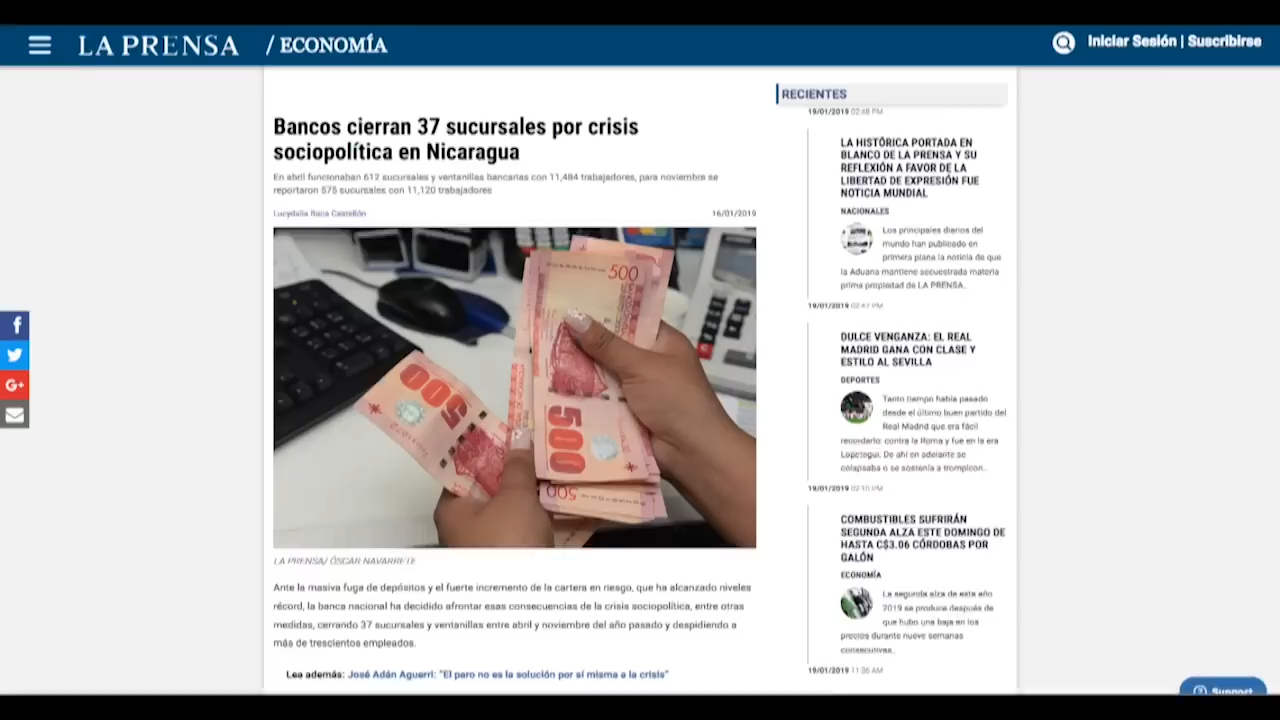 LA PRENSA / ECONOMÍA
Iniciar Sesión | Suscribirse
Bancos cierran 37 sucursales por crisis
sociopolítica en Nicaragua
En abril funcionaban 612 sucursales y ventanillas bancarias con 11,484 trabajadores, para noviembre se
reportaron 575 sucursales con 11,120 trabajadores
Castellón
16/01/2019
500
500
500
500
LA PRENSA/ ÓSCAR NAVARRETE
Ante la masiva fuga de depósitos y el fuerte incremento de la cartera en riesgo, que ha alcanzado niveles
récord, la banca nacional ha decidido afrontar esas consecuencias de la crisis sociopolítica, entre otras
medidas, cerrando 37 sucursales y ventanillas entre abril y noviembre del año pasado y despidiendo a
más de trescientos empleados.
Lea además: José Adán Aguerri: "El paro no es la solución por sí misma a la crisis"
RECIENTES
19/01/2019 02:48 PM
LA HISTÓRICA PORTADA EN
BLANCO DE LA PRENSA Y SU
REFLEXIÓN A FAVOR DE LA
LIBERTAD DE EXPRESIÓN FUE
NOTICIA MUNDIAL
NACIONALES
Los principales diarios del
mundo han publicado en
primera plana la noticia de que
la Aduana mantiene secuestrada materia
prima propiedad de LA PRENSA..
19/01/2019 02:47 PM
DULCE VENGANZA: EL REAL
MADRID GANA CON CLASE Y
ESTILO AL SEVILLA
DEPORTES
Tanto tiempo había pasado
desde el último buen partido del
Real Madrid que era fácil
recordarlo: contra la Roma y fue en la era
Lopetegui. De ahí en adelante se
colapsaba o se sostenía a trompicon..
19/01/2019 02:10 PM
COMBUSTIBLES SUFRIRÁN
SEGUNDA ALZA ESTE DOMINGO DE
HASTA C$3.06 CÓRDOBAS POR
GALÓN
ECONOMÍA
La segunda alza de este año
2019 se produce después de
que hubo una baja en los
precios durante nueve semanas
consecutivas..
19/01/2019 11:36 AM
Support